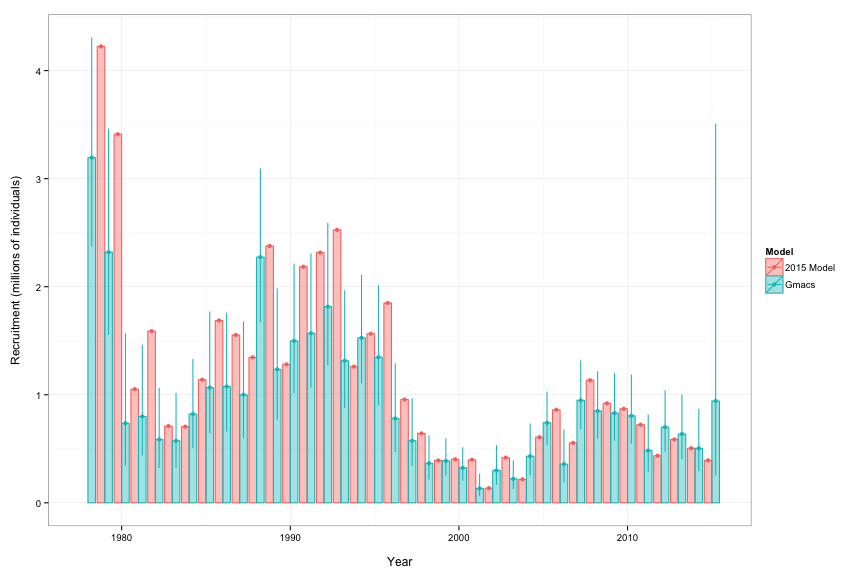 4
3
2
1
0
Recruitment (millions of individuals)
1980
1990
2000
2010
Year
Model
2015 Model
Gmacs